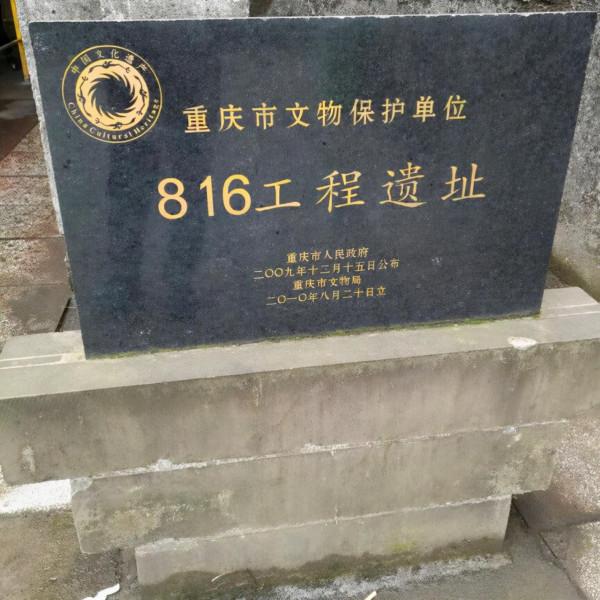 中国文化遗产
China Cultural Heritage
重庆市文物保护单位
816工程遗址
重庆市人民政府
二〇〇九年十二月十五日公布
重庆市文物局
二〇一〇年八月二十日立